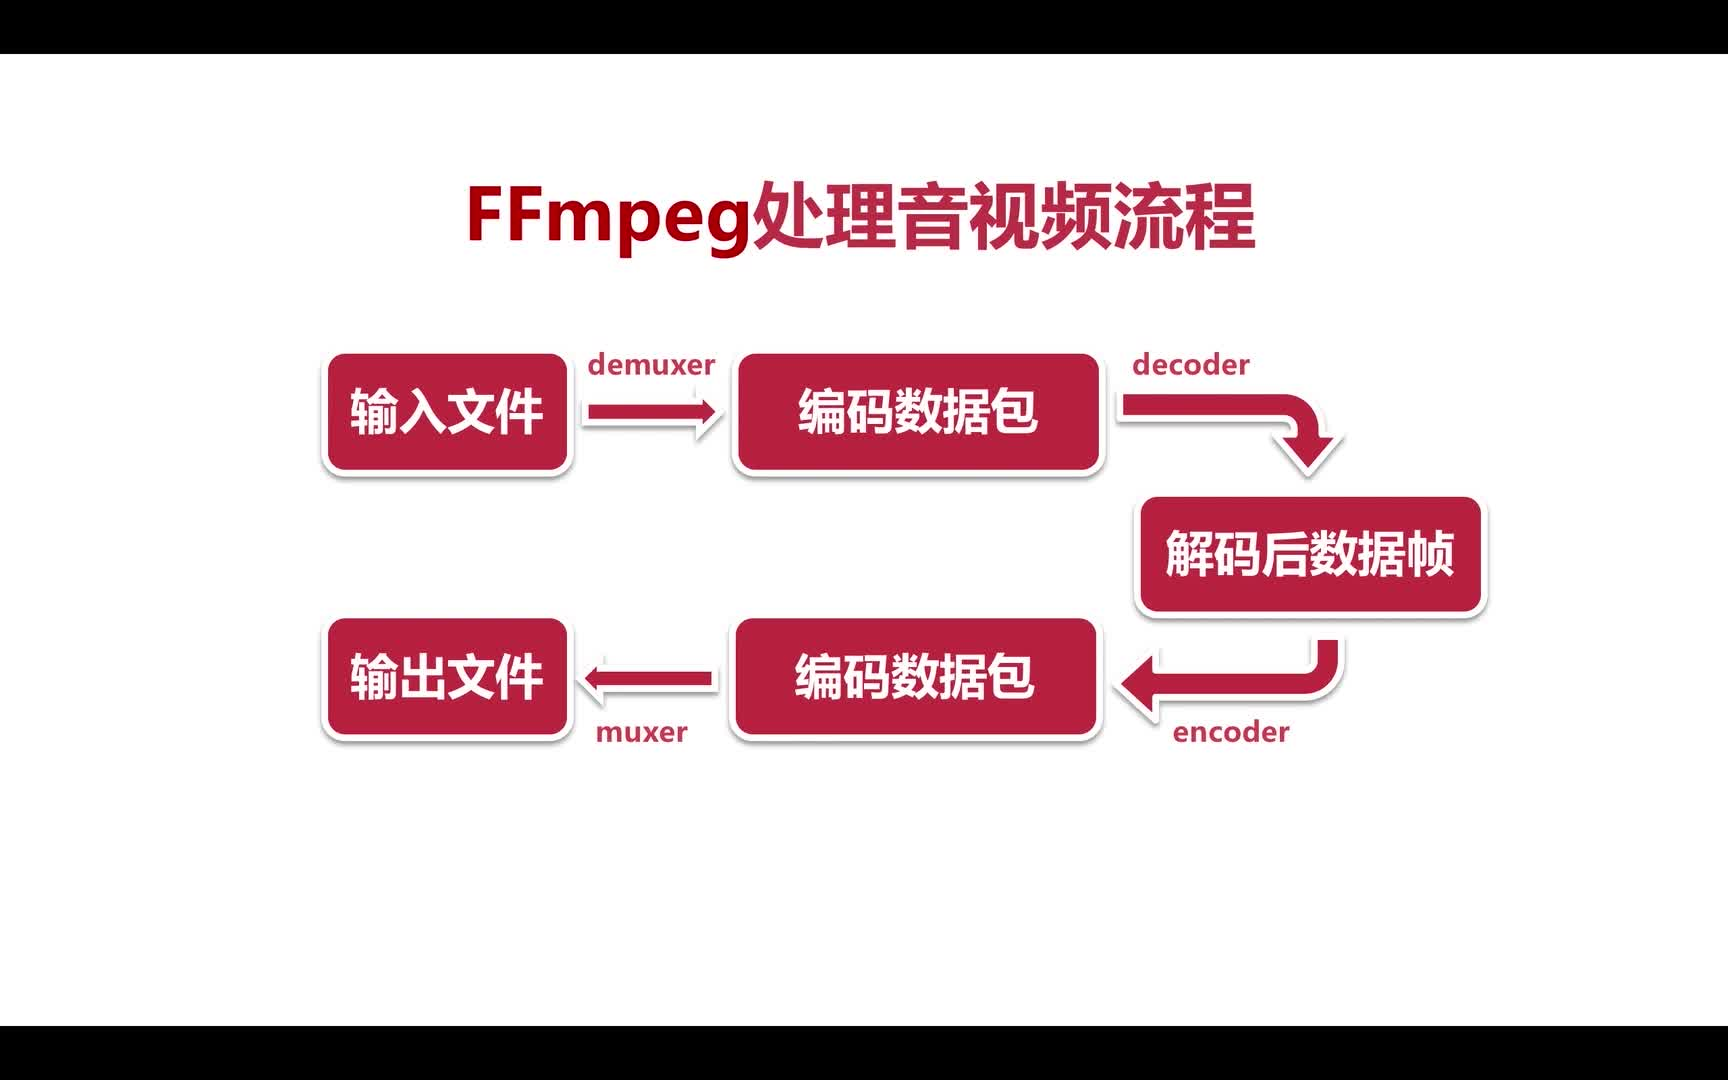 FFmpeg处理音视频流程
demuxer
decoder
输入文件
编码数据包
解码后数据帧
输出文件
编码数据包
muxer
encoder